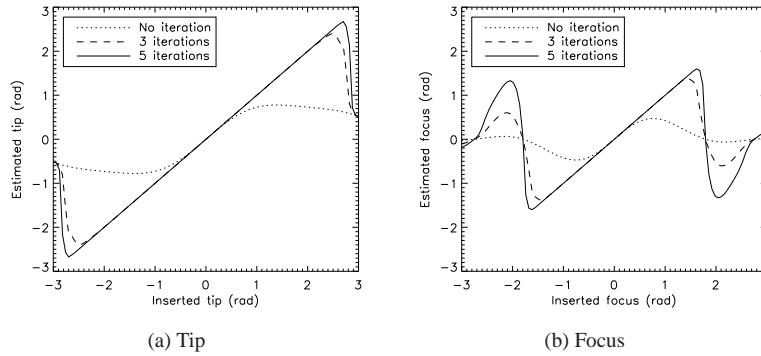 No iteration
3 iterations
5 iterations
Estimated tip (rad)
3
2
1
0
−1
−2
−3
−3 −2 −1 0 1 2 3
Inserted tip (rad)
(a) Tip
No iteration
3 iterations
5 iterations
Estimated focus (rad)
3
2
1
0
−1
−2
−3
−3 −2 −1 0 1 2
Inserted focus (rad)
(b) Focus